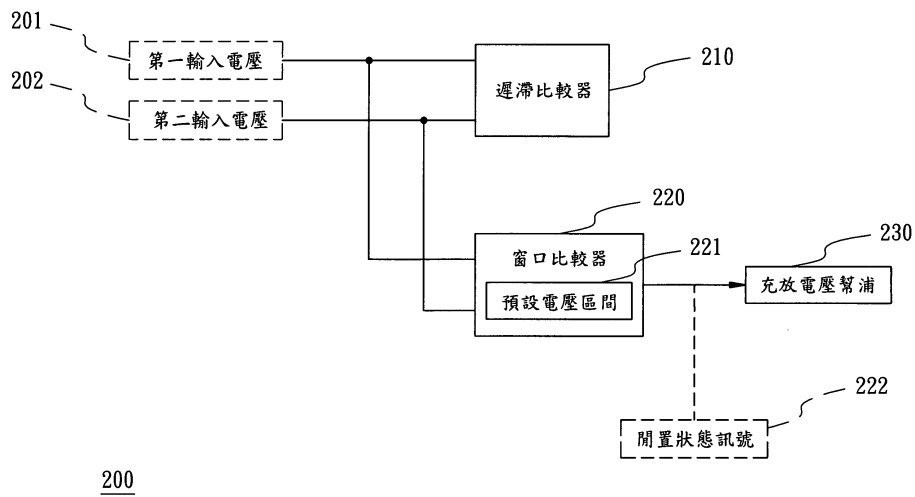 201
第一輸入電壓
202
第二輸入電壓
遲滯比較器
210
220
窗口比較器
221
預設電壓區間
230
充放電壓幫浦
222
閒置狀態訊號
200